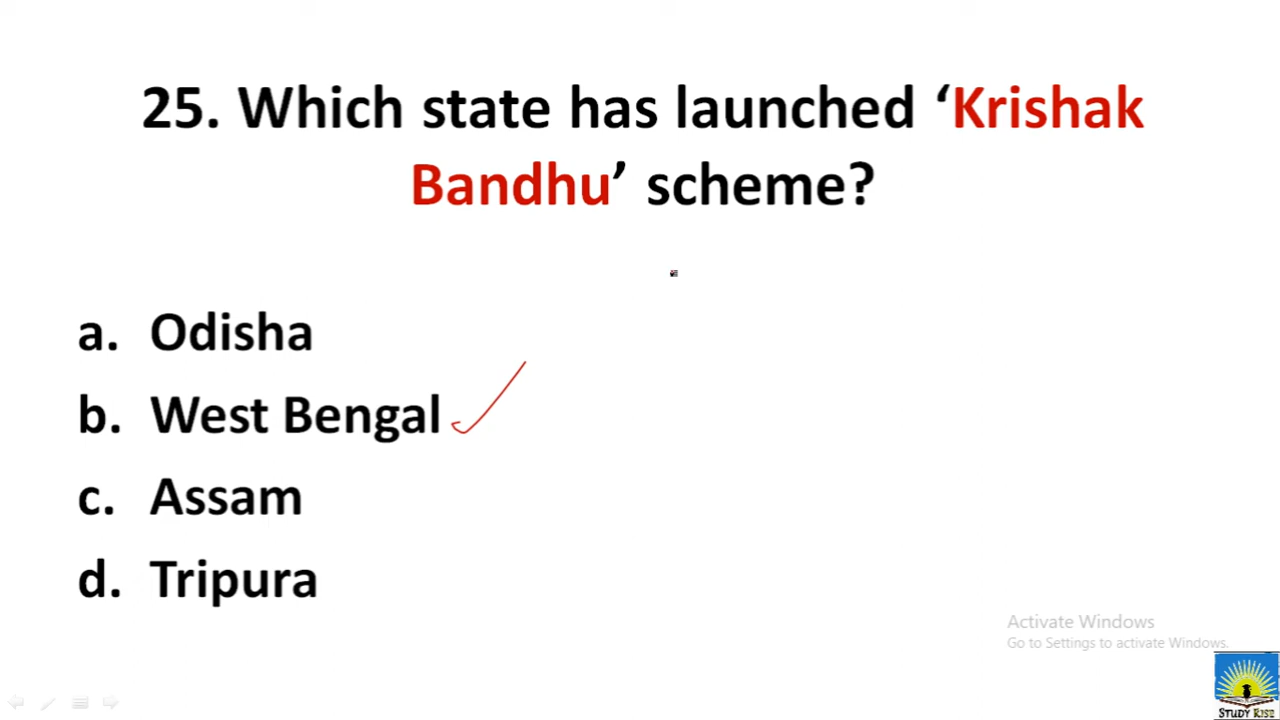 25. Which state has launched ‘Krishak
Bandhu’ scheme?
a. Odisha
b. West Bengal
c. Assam
d. Tripura
Activate Windows
Go to Settings to activate Windows.
STUDY RISE